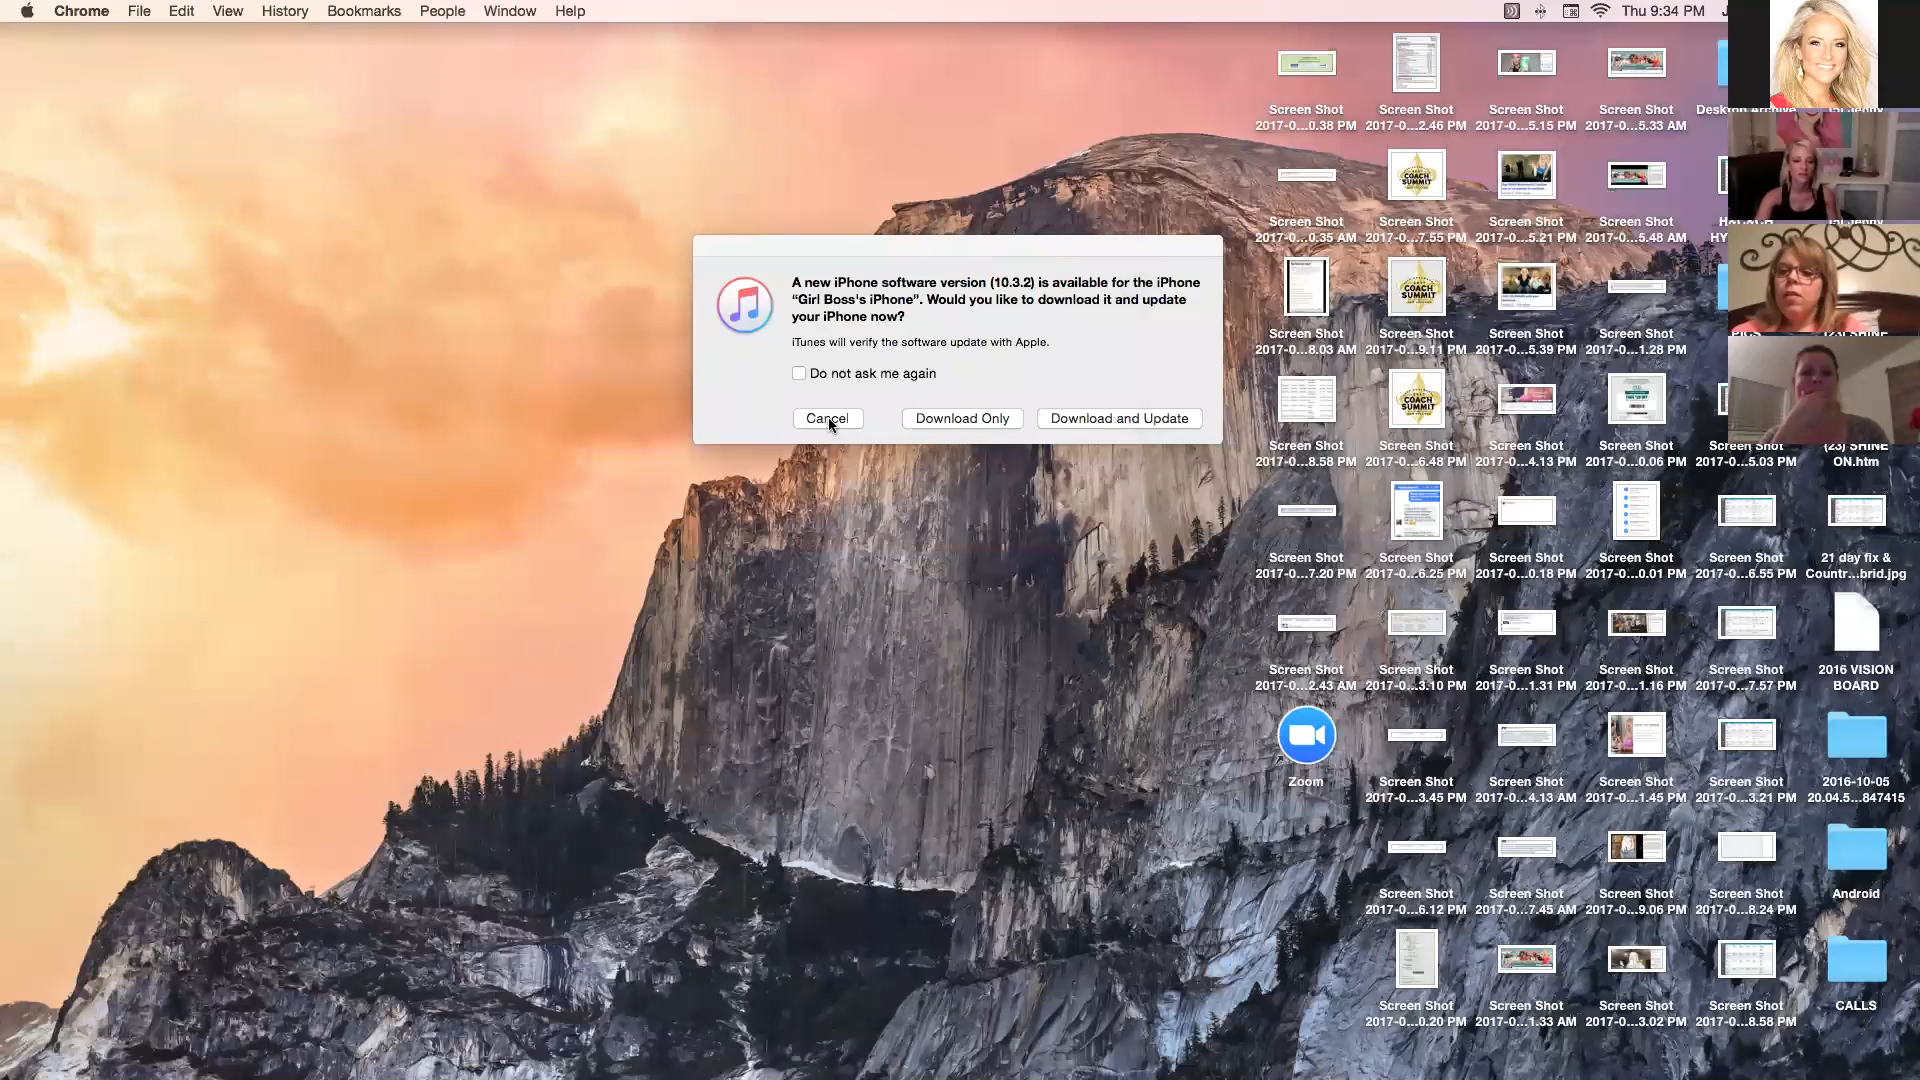 Chrome File Edit View History Bookmarks People Window Help
Thu 9:34 PM
A new iPhone software version (10.3.2) is available for the iPhone
“Girl Boss's iPhone”. Would you like to download it and update
your iPhone now?
iTunes will verify the software update with Apple.
Do not ask me again
Cancel Download Only Download and Update
Screen Shot Screen Shot Screen Shot Screen Shot
2017-0...0.38 PM 2017-0...2.46 PM 2017-0...5.15 PM 2017-0...5.33 AM
COACH
SUMMIT
Screen Shot Screen Shot Screen Shot Screen Shot
2017-0...0.35 AM 2017-0...7.55 PM 2017-0...5.21 PM 2017-0...5.48 AM
COACH
SUMMIT
Screen Shot Screen Shot Screen Shot Screen Shot
2017-0...8.03 AM 2017-0...9.11 PM 2017-0...5.39 PM 2017-0...1.28 PM
COACH
SUMMIT
Screen Shot Screen Shot Screen Shot Screen Shot Screen Shot (23) SHINE
2017-0...8.58 PM 2017-0...6.48 PM 2017-0...4.13 PM 2017-0...0.06 PM 2017-0...5.03 PM ON.htm
Screen Shot Screen Shot Screen Shot Screen Shot Screen Shot 21 day fix &
2017-0...7.20 PM 2017-0...6.25 PM 2017-0...0.18 PM 2017-0...0.01 PM 2017-0...6.55 PM Countr...brid.jpg
Screen Shot Screen Shot Screen Shot Screen Shot Screen Shot 2016 VISION
2017-0...2.43 AM 2017-0...3.10 PM 2017-0...1.31 PM 2017-0...1.16 PM 2017-0...7.57 PM BOARD
Zoom Screen Shot Screen Shot Screen Shot Screen Shot 2016-10-05
2017-0...3.45 PM 2017-0...4.13 AM 2017-0...1.45 PM 2017-0...3.21 PM 20.04.5...847415
Screen Shot Screen Shot Screen Shot Screen Shot Android
2017-0...6.12 PM 2017-0...7.45 AM 2017-0...9.06 PM 2017-0...8.24 PM
Screen Shot Screen Shot Screen Shot Screen Shot CALLS
2017-0...0.20 PM 2017-0...1.33 AM 2017-0...3.02 PM 2017-0...8.58 PM